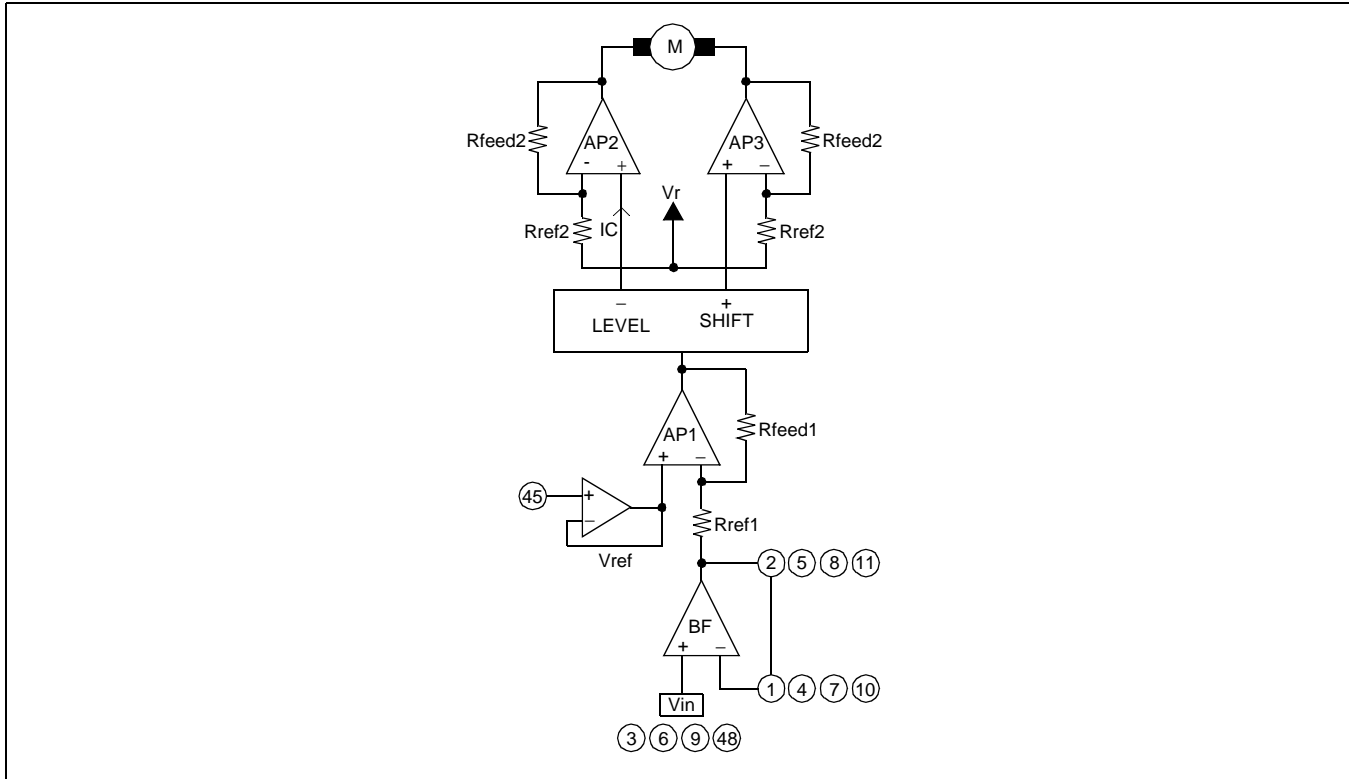 M
Rfeed2
AP2
- +
AP3
+ −
Rfeed2
Vr
Rref2
IC
Rref2
− +
LEVEL SHIFT
AP1
+ −
Rfeed1
45
+
−
Vref
Rref1
2 5 8 11
BF
+ −
1 4 7 10
Vin
3 6 9 48